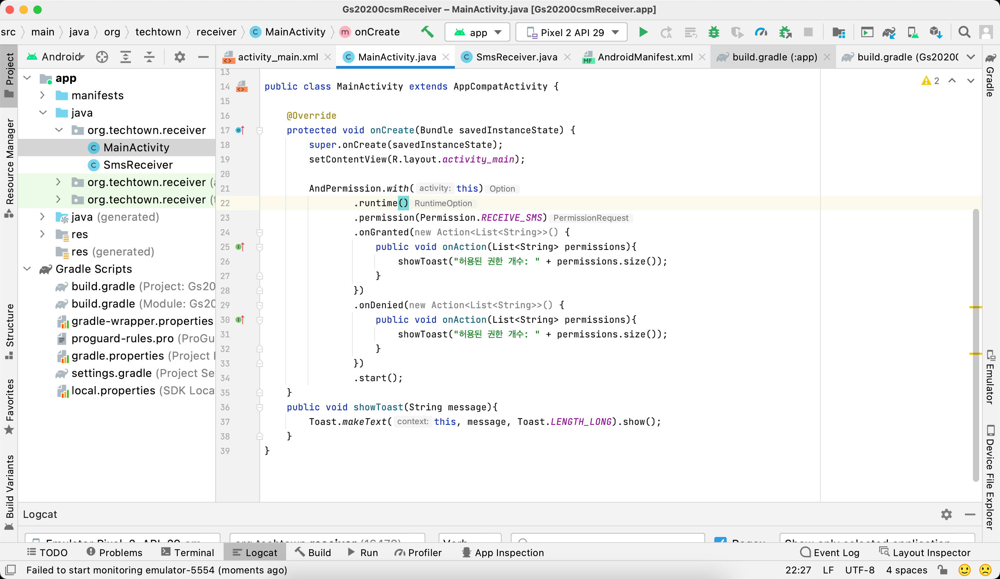 Gs20200csmReceiver – MainActivity.java [Gs20200csmReceiver.app]
src main java org techtown receiver MainActivity onCreate app Pixel 2 API 29
Android activity_main.xml MainActivity.java SmsReceiver.java AndroidManifest.xml build.gradle (:app) build.gradle (Gs2020
Project
Resource Manager
Structure
Favorites
Build Variants
app
manifests
java
org.techtown.receiver
MainActivity
SmsReceiver
org.techtown.receiver
org.techtown.receiver
java (generated)
res
res (generated)
Gradle Scripts
build.gradle (Project: Gs20
build.gradle (Module: Gs20
gradle-wrapper.properties
proguard-rules.pro (ProGu
gradle.properties (Project
settings.gradle (Project Se
local.properties (SDK Loca
13
14 public class MainActivity extends AppCompatActivity {
15
16 @Override
17 protected void onCreate(Bundle savedInstanceState) {
18 super.onCreate(savedInstanceState);
19 setContentView(R.layout.activity_main);
20
21 AndPermission.with( activity: this) Option
22 .runtime() RuntimeOption
23 .permission(Permission.RECEIVE_SMS) PermissionRequest
24 .onGranted(new Action<List<String>>() {
25 public void onAction(List<String> permissions){
26 showToast("허용된 권한 개수: " + permissions.size());
27 }
28 })
29 .onDenied(new Action<List<String>>() {
30 public void onAction(List<String> permissions){
31 showToast("허용된 권한 개수: " + permissions.size());
32 }
33 })
34 .start();
35 }
36 public void showToast(String message){
37 Toast.makeText( context: this, message, Toast.LENGTH_LONG).show();
38 }
39 }
2
Gradle
Emulator
Device File Explorer
Logcat
Emulator Pixel_2_API_29 org.techtown.receiver (16470) Verb Regex Show only selected application
TODO Problems Terminal Logcat Build Run Profiler App Inspection Event Log Layout Inspector
Failed to start monitoring emulator-5554 (moments ago) 22:27 LF UTF-8 4 spaces